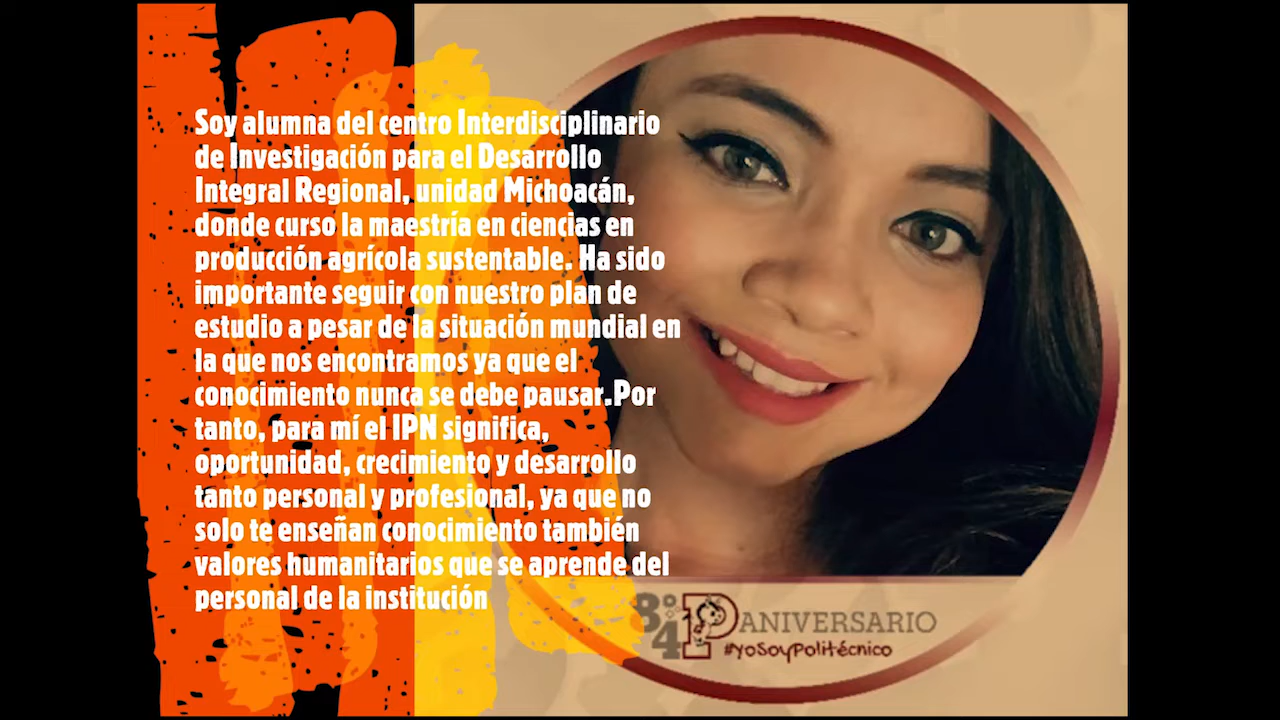 Soy alumna del centro Interdisciplinario
de Investigación para el Desarrollo
Integral Regional, unidad Michoacán,
donde curso la maestría en ciencias en
producción agrícola sustentable. Ha sido
importante seguir con nuestro plan de
estudio a pesar de la situación mundial en
la que nos encontramos ya que el
conocimiento nunca se debe pausar.Por
tanto, para mí el IPN significa,
oportunidad, crecimiento y desarrollo
tanto personal y profesional, ya que no
solo te enseñan conocimiento también
valores humanitarios que se aprende del
personal de la institución
84 P ANIVERSARIO
#yoSoyPolitécnico